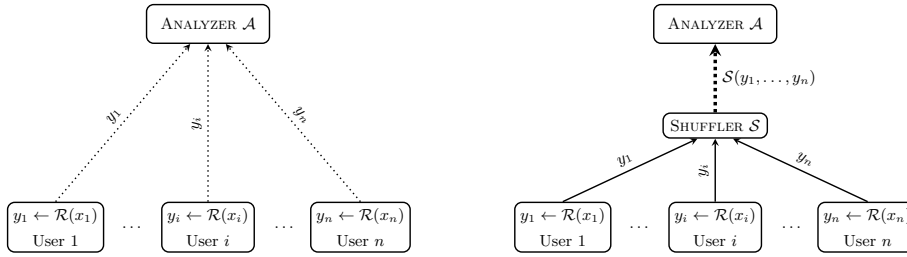 ANALYZER 𝒜
y₁
yᵢ
yₙ
y₁ ← ℛ(x₁)
User 1
...
yᵢ ← ℛ(xᵢ)
User i
...
yₙ ← ℛ(xₙ)
User n
ANALYZER 𝒜
𝒮(y₁, . . . , yₙ)
SHUFFLER 𝒮
y₁
yᵢ
yₙ
y₁ ← ℛ(x₁)
User 1
...
yᵢ ← ℛ(xᵢ)
User i
...
yₙ ← ℛ(xₙ)
User n